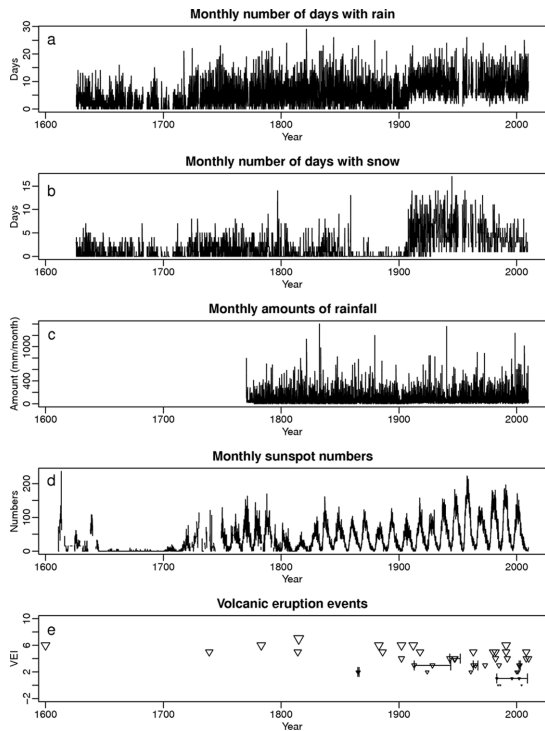 Monthly number of days with rain
a
Days
0 10 20 30
1600 1700 1800 1900 2000
Year
Monthly number of days with snow
b
Days
0 5 10 15
1600 1700 1800 1900 2000
Year
Monthly amounts of rainfall
c
Amount (mm/month)
0 400 1000
1600 1700 1800 1900 2000
Year
Monthly sunspot numbers
d
Numbers
0 100 200
1600 1700 1800 1900 2000
Year
Volcanic eruption events
e
VEI
-2 2 6 10
1600 1700 1800 1900 2000
Year